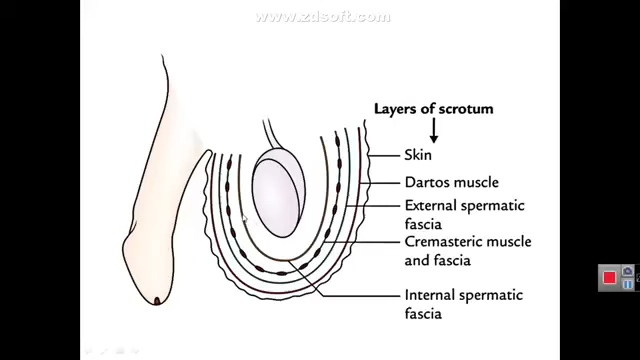 www.zdsoft.com
Layers of scrotum
Skin
Dartos muscle
External spermatic
fascia
Cremasteric muscle
and fascia
Internal spermatic
fascia